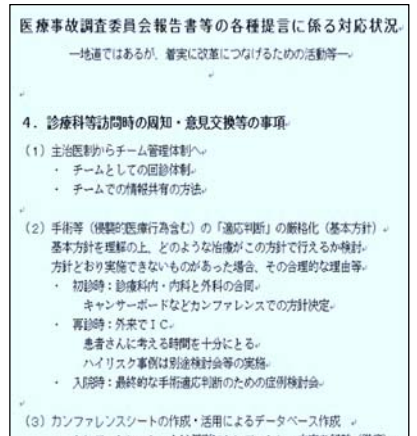 医療事故調査委員会報告書等の各種提言に係る対応状況
―地道ではあるが、着実に改革につなげるための活動等―
4．診療科等訪問時の周知・意見交換等の事項
（1）主治医制からチーム管理体制へ
・ チームとしての回診体制
・ チームでの情報共有の方法
（2）手術等（侵襲的医療行為含む）の「適応判断」の厳格化（基本方針）
基本方針を理解の上、どのような治療がこの方針で行えるか検討
方針どおり実施できないものがあった場合、その合理的な理由等
・ 初診時：診療科内・内科と外科の合同
キャンサーボードなどカンファレンスでの方針決定
・ 再診時：外来でＩＣ
患者さんに考える時間を十分にとる
ハイリスク事例は別途検討会等の実施
・ 入院時：最終的な手術適応判断のための症例検討会
（3）カンファレンスシートの作成・活用によるデータベース作成